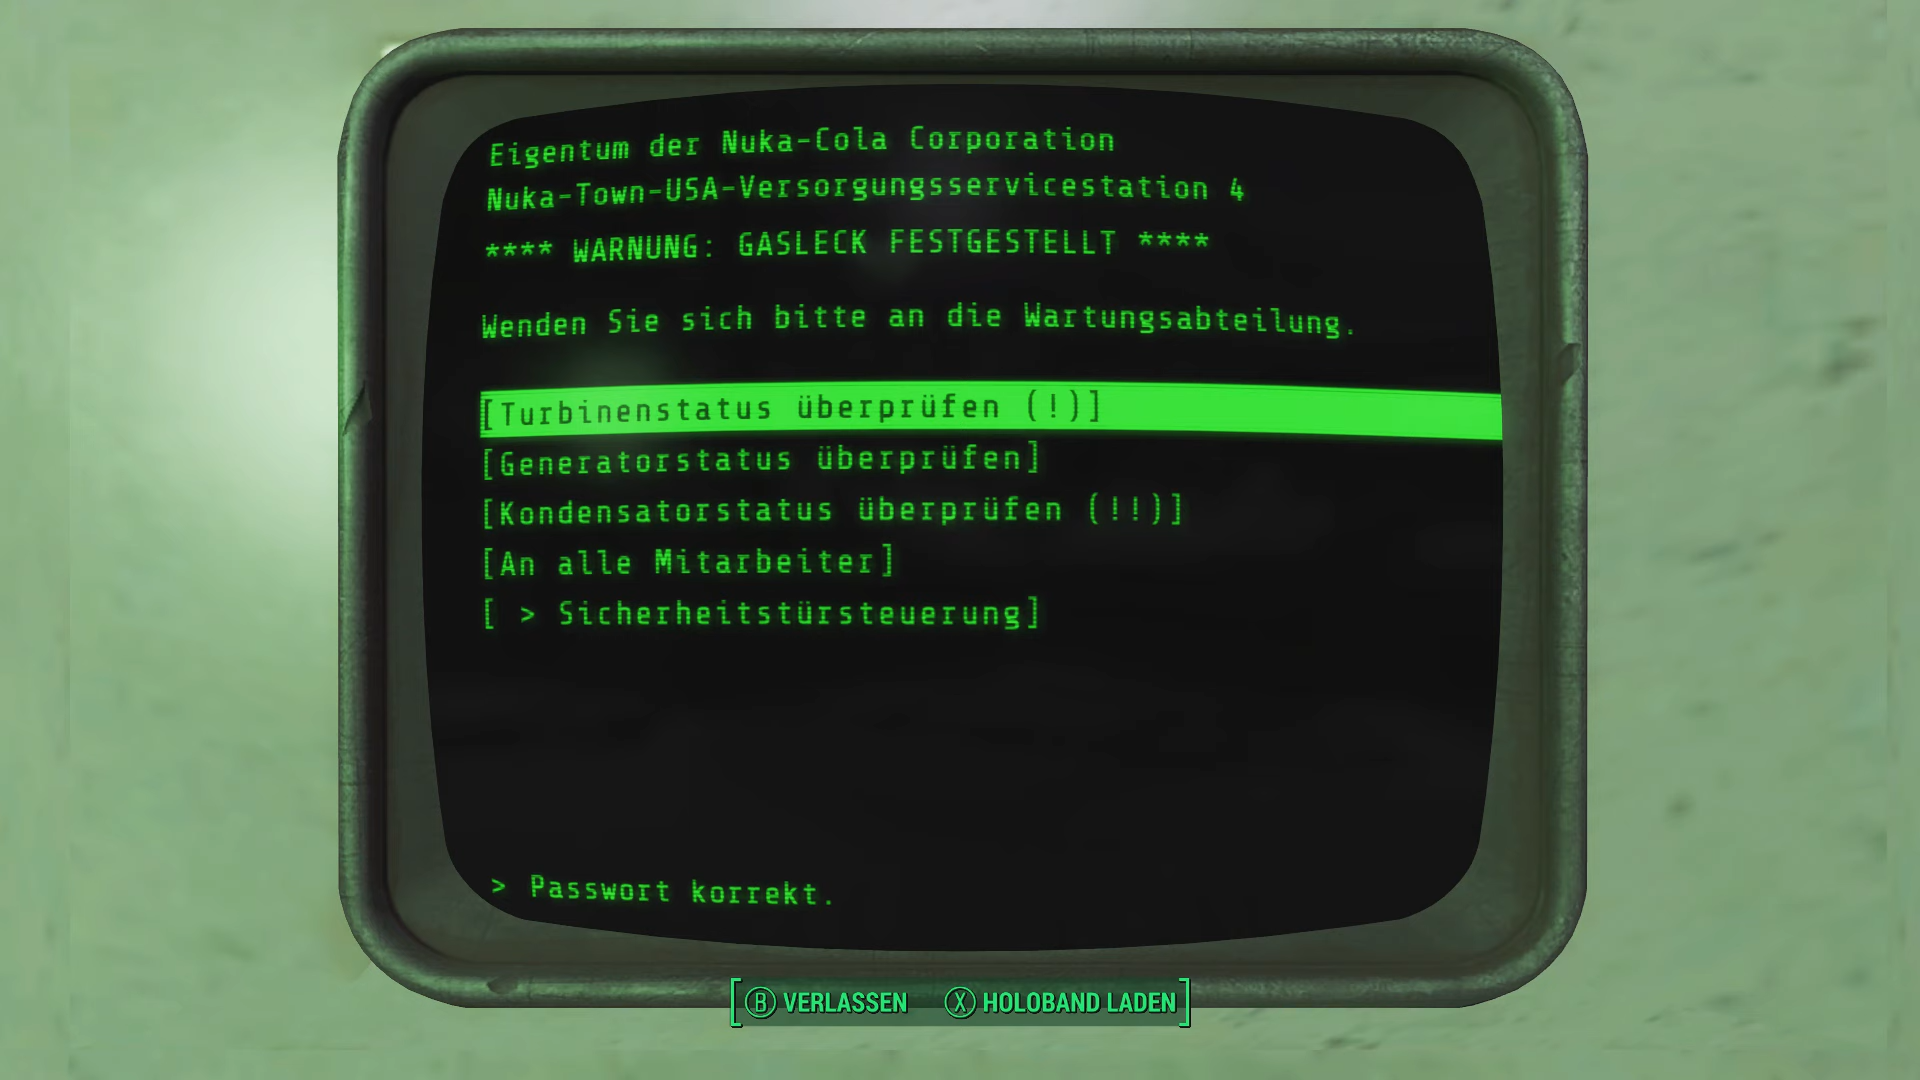 Eigentum der Nuka-Cola Corporation
Nuka-Town-USA-Versorgungsservicestation 4
**** WARNUNG: GASLECK FESTGESTELLT ****
Wenden Sie sich bitte an die Wartungsabteilung.
[Turbinenstatus überprüfen (!)]
[Generatorstatus überprüfen]
[Kondensatorstatus überprüfen (!!)]
[An alle Mitarbeiter]
[ > Sicherheitstürsteuerung]
> Passwort korrekt.
[Ⓑ VERLASSEN Ⓧ HOLOBAND LADEN]